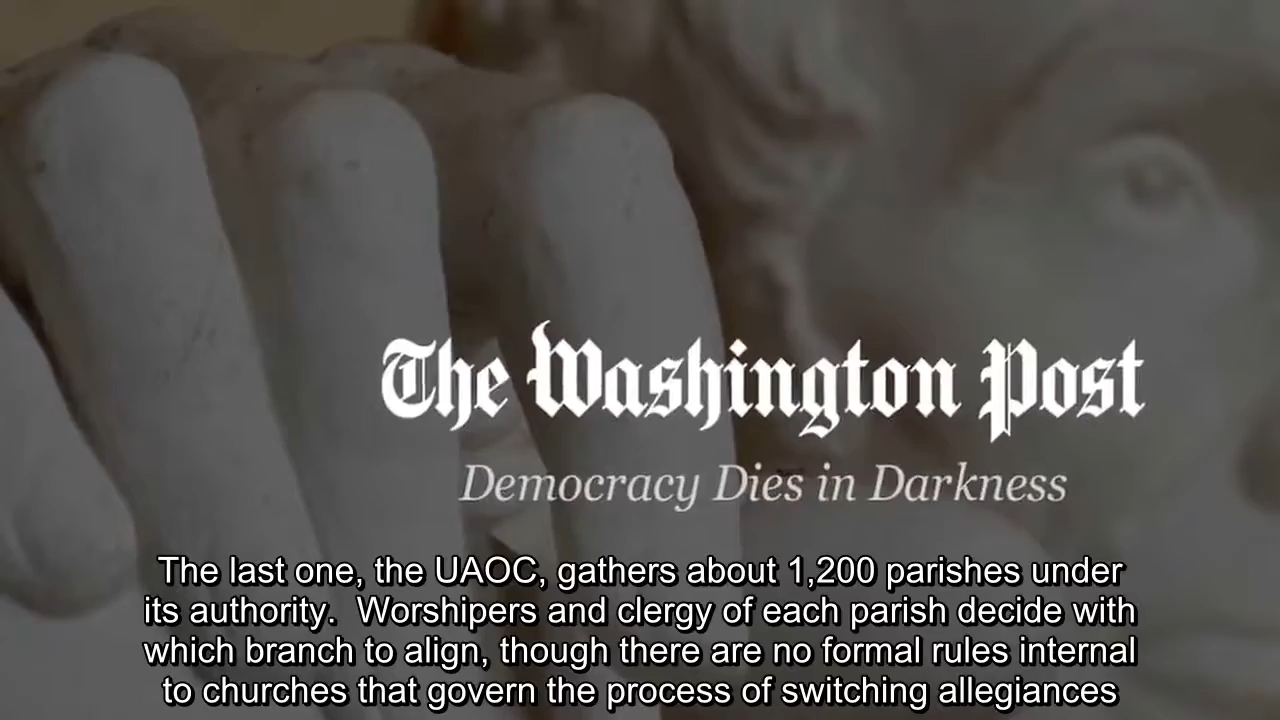 The Washington Post
Democracy Dies in Darkness
The last one, the UAOC, gathers about 1,200 parishes under
its authority.  Worshipers and clergy of each parish decide with
which branch to align, though there are no formal rules internal
to churches that govern the process of switching allegiances